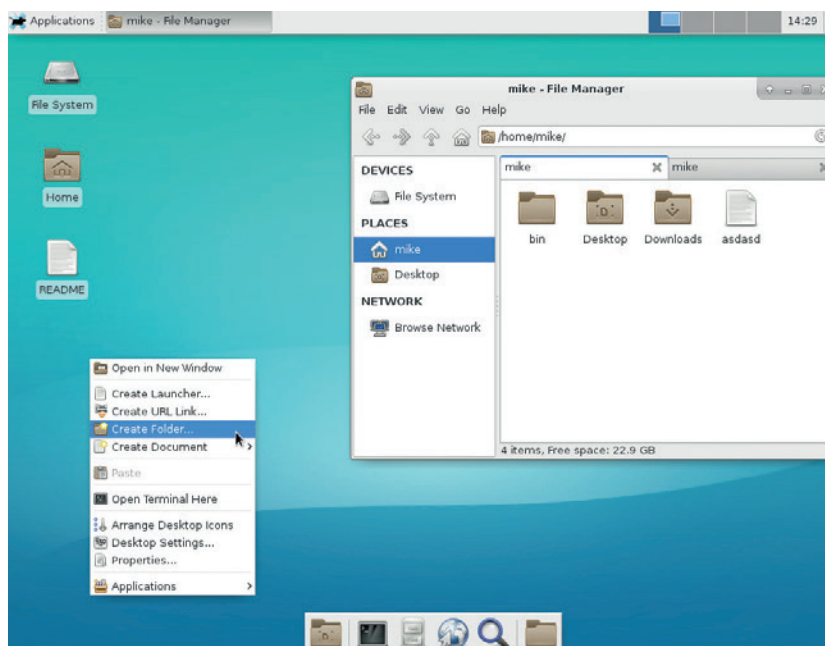 Applications
mike - File Manager
14:29
File System
Home
README
mike - File Manager
File Edit View Go Help
/home/mike/
DEVICES
File System
PLACES
mike
Desktop
NETWORK
Browse Network
mike
mike
bin
Desktop
Downloads
asdasd
4 items, Free space: 22.9 GB
Open in New Window
Create Launcher...
Create URL Link...
Create Folder...
Create Document
Paste
Open Terminal Here
Arrange Desktop Icons
Desktop Settings...
Properties...
Applications